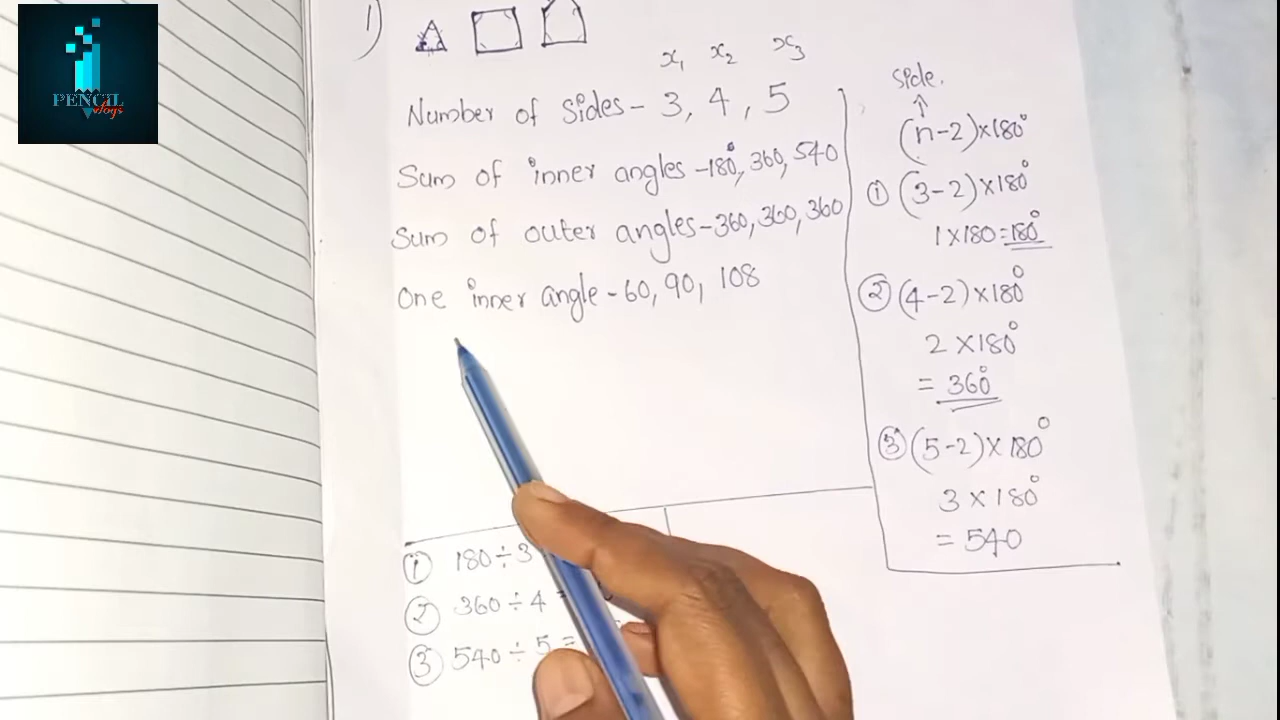 PENCIL
vlogs
1)
x₁ x₂ x₃
Number of sides - 3, 4, 5
Sum of inner angles - 180°, 360, 540
Sum of outer angles - 360, 360, 360
One inner angle - 60, 90, 108
① 180 ÷ 3
② 360 ÷ 4 =
③ 540 ÷ 5 =
side.
↑
(n-2)×180°
① (3-2)×180°
1×180=180°
② (4-2)×180°
2×180°
= 360°
③ (5-2)×180°
3×180°
= 540